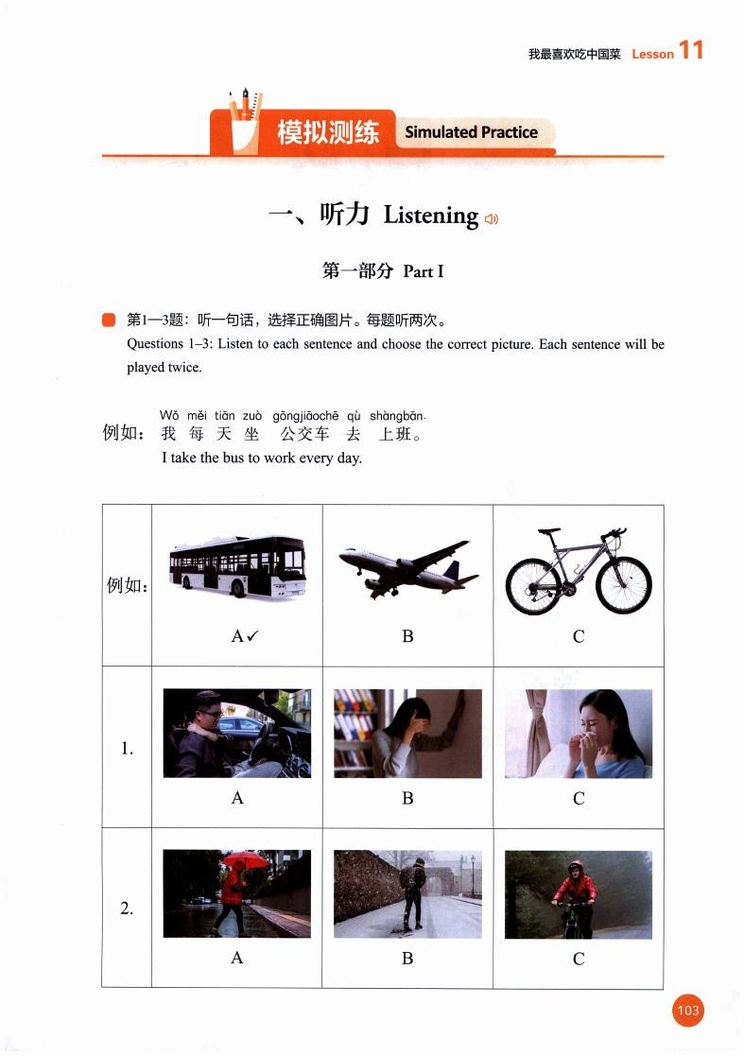 我最喜欢吃中国菜 Lesson 11
模拟测练 Simulated Practice
一、听力 Listening
第一部分 Part I
第1—3题：听一句话，选择正确图片。每题听两次。
Questions 1–3: Listen to each sentence and choose the correct picture. Each sentence will be
played twice.
Wǒ měi tiān zuò gōngjiāochē qù shàngbān.
例如： 我 每 天 坐 公交车 去 上班。
I take the bus to work every day.
例如：
A✓ B C
1.
A B C
2.
A B C
103